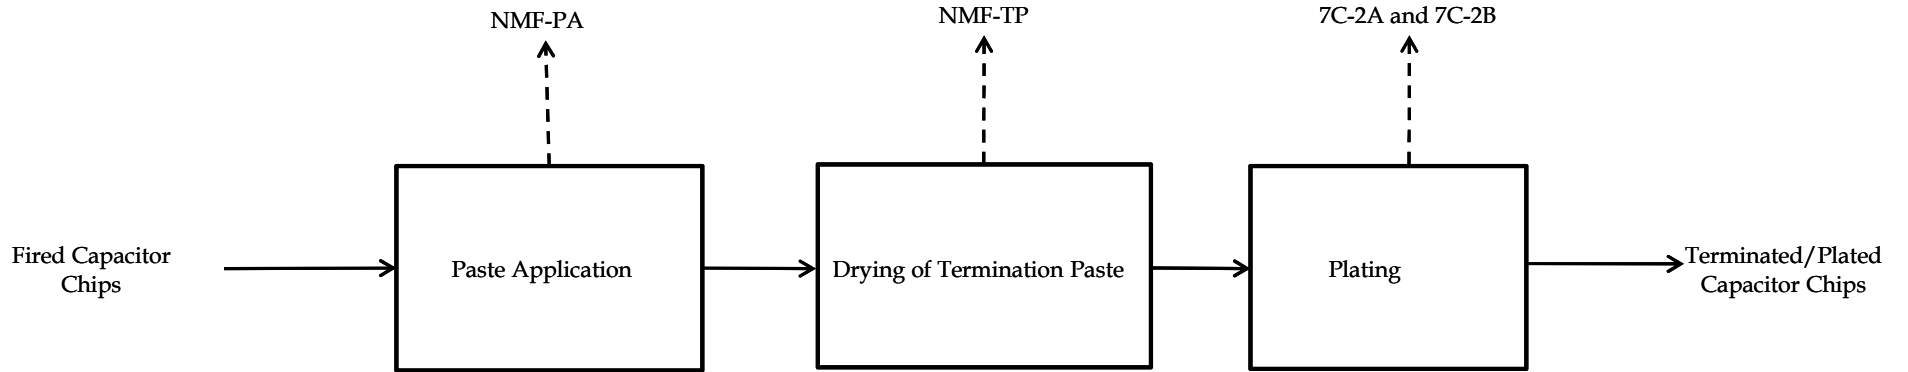 NMF-PA
NMF-TP
7C-2A and 7C-2B
Fired Capacitor
Chips
Paste Application
Drying of Termination Paste
Plating
Terminated/Plated
Capacitor Chips